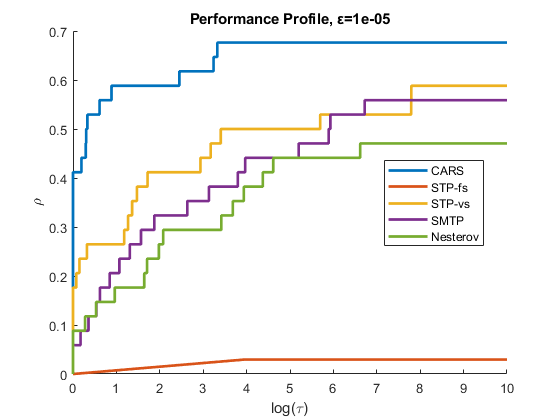 Performance Profile, ε=1e-05
0.7
0.6
0.5
0.4
0.3
0.2
0.1
0
ρ
CARS
STP-fs
STP-vs
SMTP
Nesterov
0 1 2 3 4 5 6 7 8 9 10
log(τ)